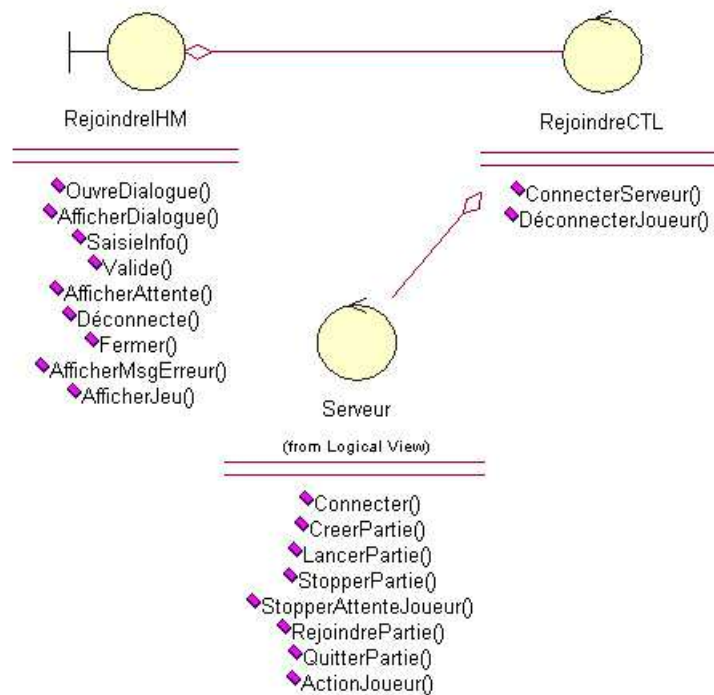 RejoindreIHM
OuvreDialogue()
AfficherDialogue()
SaisieInfo()
Valide()
AfficherAttente()
Déconnecte()
Fermer()
AfficherMsgErreur()
AfficherJeu()
RejoindreCTL
ConnecterServeur()
DéconnecterJoueur()
Serveur
(from Logical View)
Connecter()
CreerPartie()
LancerPartie()
StopperPartie()
StopperAttenteJoueur()
RejoindrePartie()
QuitterPartie()
ActionJoueur()